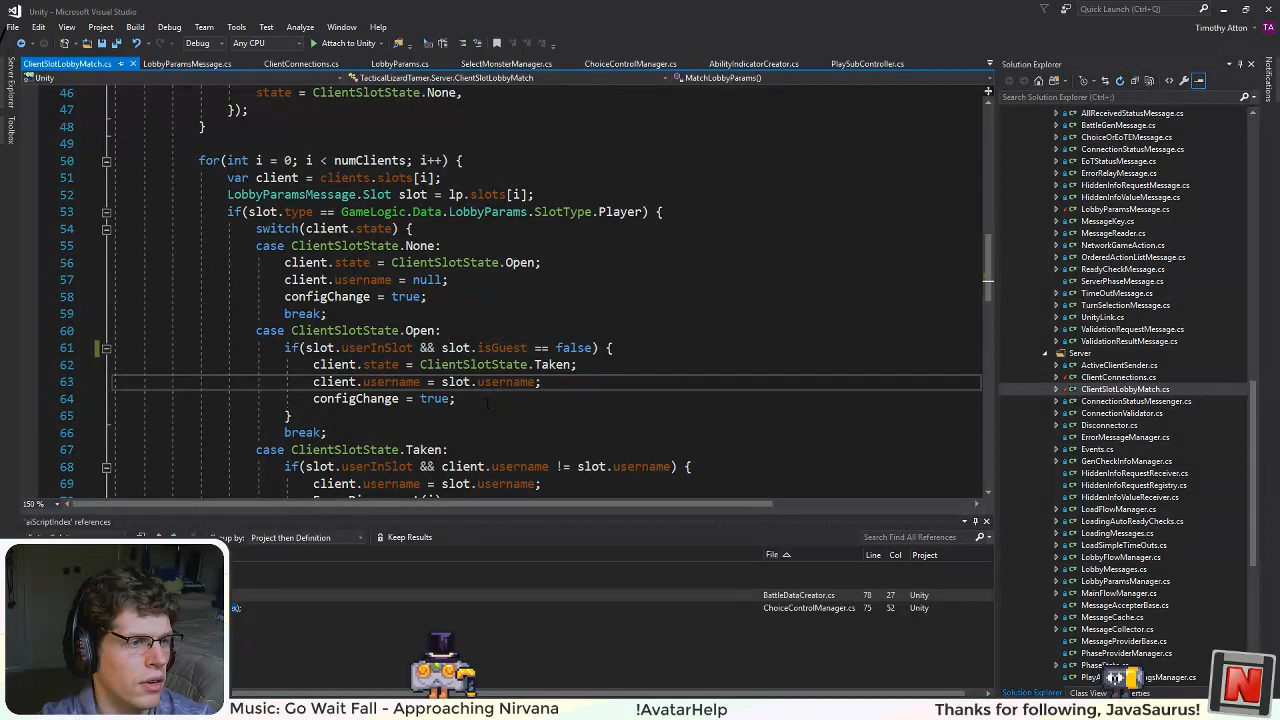 Unity - Microsoft Visual Studio
Quick Launch (Ctrl+;)
File Edit View Project Build Debug Team Tools Test Analyze Window Help
Timothy Atton TA
Debug Any CPU Attach to Unity
ClientSlotLobbyMatch.cs LobbyParamsMessage.cs ClientConnections.cs LobbyParams.cs SelectMonsterManager.cs ChoiceControlManager.cs AbilityIndicatorCreator.cs PlaySubController.cs
Unity TacticalLizardTamer.Server.ClientSlotLobbyMatch MatchLobbyParams()
Server Explorer
Toolbox
46 state = ClientSlotState.None,
47 });
48 }
49
50 for(int i = 0; i < numClients; i++) {
51 var client = clients.slots[i];
52 LobbyParamsMessage.Slot slot = lp.slots[i];
53 if(slot.type == GameLogic.Data.LobbyParams.SlotType.Player) {
54 switch(client.state) {
55 case ClientSlotState.None:
56 client.state = ClientSlotState.Open;
57 client.username = null;
58 configChange = true;
59 break;
60 case ClientSlotState.Open:
61 if(slot.userInSlot && slot.isGuest == false) {
62 client.state = ClientSlotState.Taken;
63 client.username = slot.username;
64 configChange = true;
65 }
66 break;
67 case ClientSlotState.Taken:
68 if(slot.userInSlot && client.username != slot.username) {
69 client.username = slot.username;
150 %
Solution Explorer
Search Solution Explorer (Ctrl+;)
AllReceivedStatusMessage.cs
BattleGenMessage.cs
ChoiceOrEoTEMessage.cs
ConnectionStatusMessage.cs
EoTStatusMessage.cs
ErrorRelayMessage.cs
HiddenInfoRequestMessage.cs
HiddenInfoValueMessage.cs
LobbyParamsMessage.cs
MessageKey.cs
MessageReader.cs
NetworkGameAction.cs
OrderedActionListMessage.cs
ReadyCheckMessage.cs
ServerPhaseMessage.cs
TimeOutMessage.cs
TurnSelectionMessage.cs
UnityLink.cs
ValidationRequestMessage.cs
ValidationResultMessage.cs
Server
ActiveClientSender.cs
ClientConnections.cs
ClientSlotLobbyMatch.cs
ConnectionStatusMessenger.cs
ConnectionValidator.cs
Disconnector.cs
ErrorMessageManager.cs
Events.cs
GenCheckInfoManager.cs
HiddenInfoRequestReceiver.cs
HiddenInfoRequestRegistry.cs
HiddenInfoValueReceiver.cs
LoadFlowManager.cs
LoadingAutoReadyChecks.cs
LoadingMessages.cs
LoadSimpleTimeOuts.cs
LobbyFlowManager.cs
LobbyMessages.cs
LobbyParamsManager.cs
MainFlowManager.cs
MessageAccepterBase.cs
MessageCache.cs
MessageCollector.cs
MessageProviderBase.cs
PhaseProviderManager.cs
Solution Explorer Class View
Notifications
'aiScriptIndex' references
Group by: Project then Definition Keep Results Search Find All References
File Line Col Project
BattleDataCreator.cs 78 27 Unity
ChoiceControlManager.cs 75 52 Unity
Music: Go Wait Fall - Approaching Nirvana !AvatarHelp Thanks for following, JavaSaurus!
N